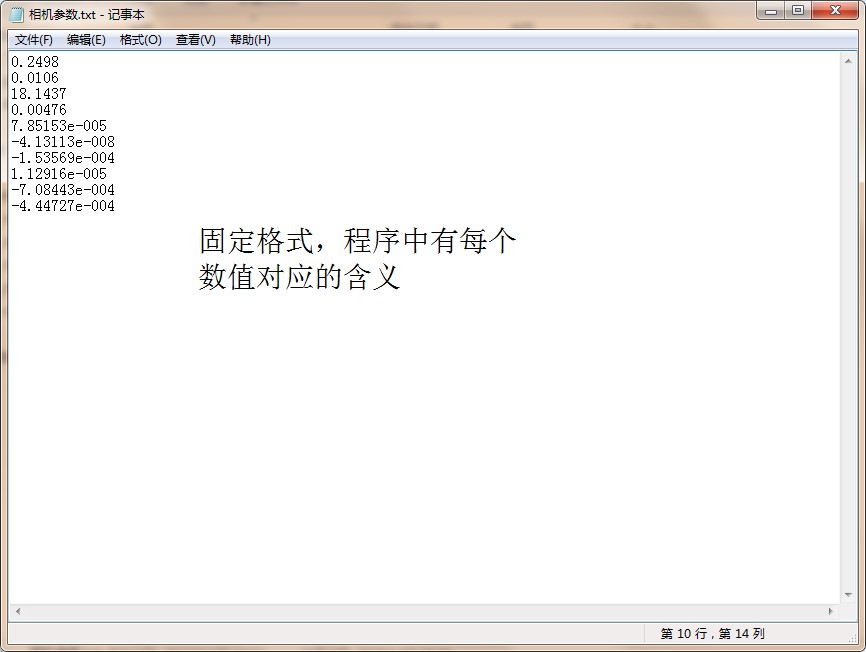 相机参数.txt - 记事本
文件(F) 编辑(E) 格式(O) 查看(V) 帮助(H)
0.2498
0.0106
18.1437
0.00476
7.85153e-005
-4.13113e-008
-1.53569e-004
1.12916e-005
-7.08443e-004
-4.44727e-004
固定格式，程序中有每个
数值对应的含义
第 10 行，第 14 列